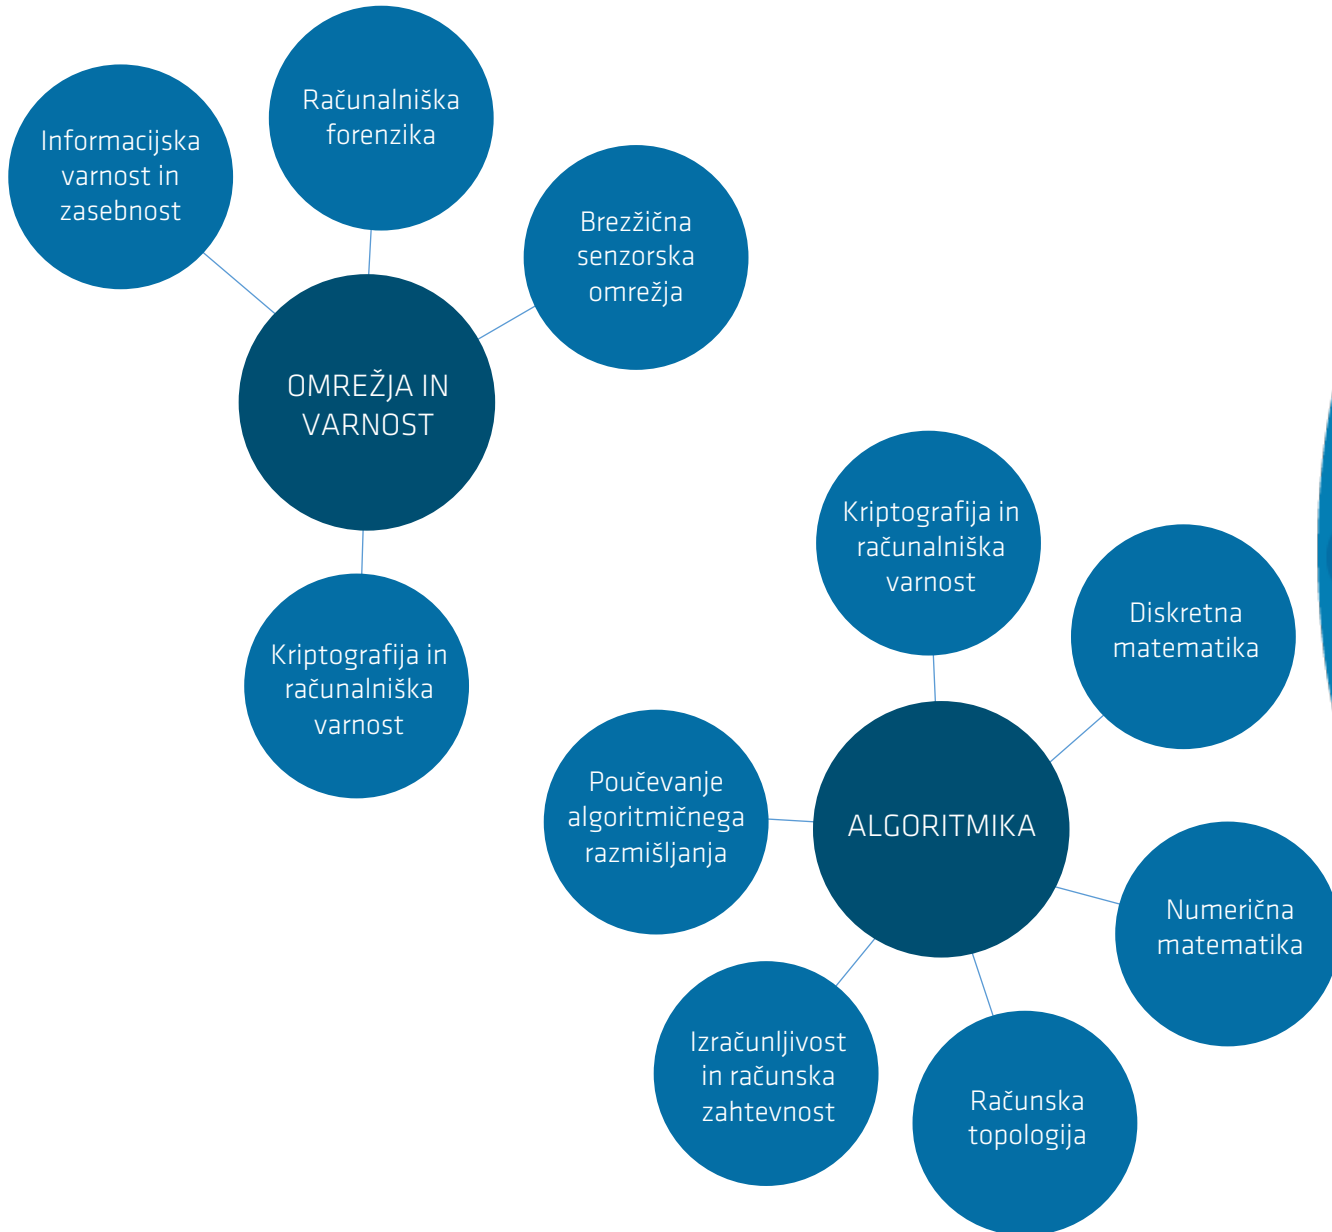 Računalniška
forenzika
Informacijska
varnost in
zasebnost
Brezžična
senzorska
omrežja
OMREŽJA IN
VARNOST
Kriptografija in
računalniška
varnost
Kriptografija in
računalniška
varnost
Diskretna
matematika
Poučevanje
algoritmičnega
razmišljanja
ALGORITMIKA
Numerična
matematika
Izračunljivost
in računska
zahtevnost
Računska
topologija